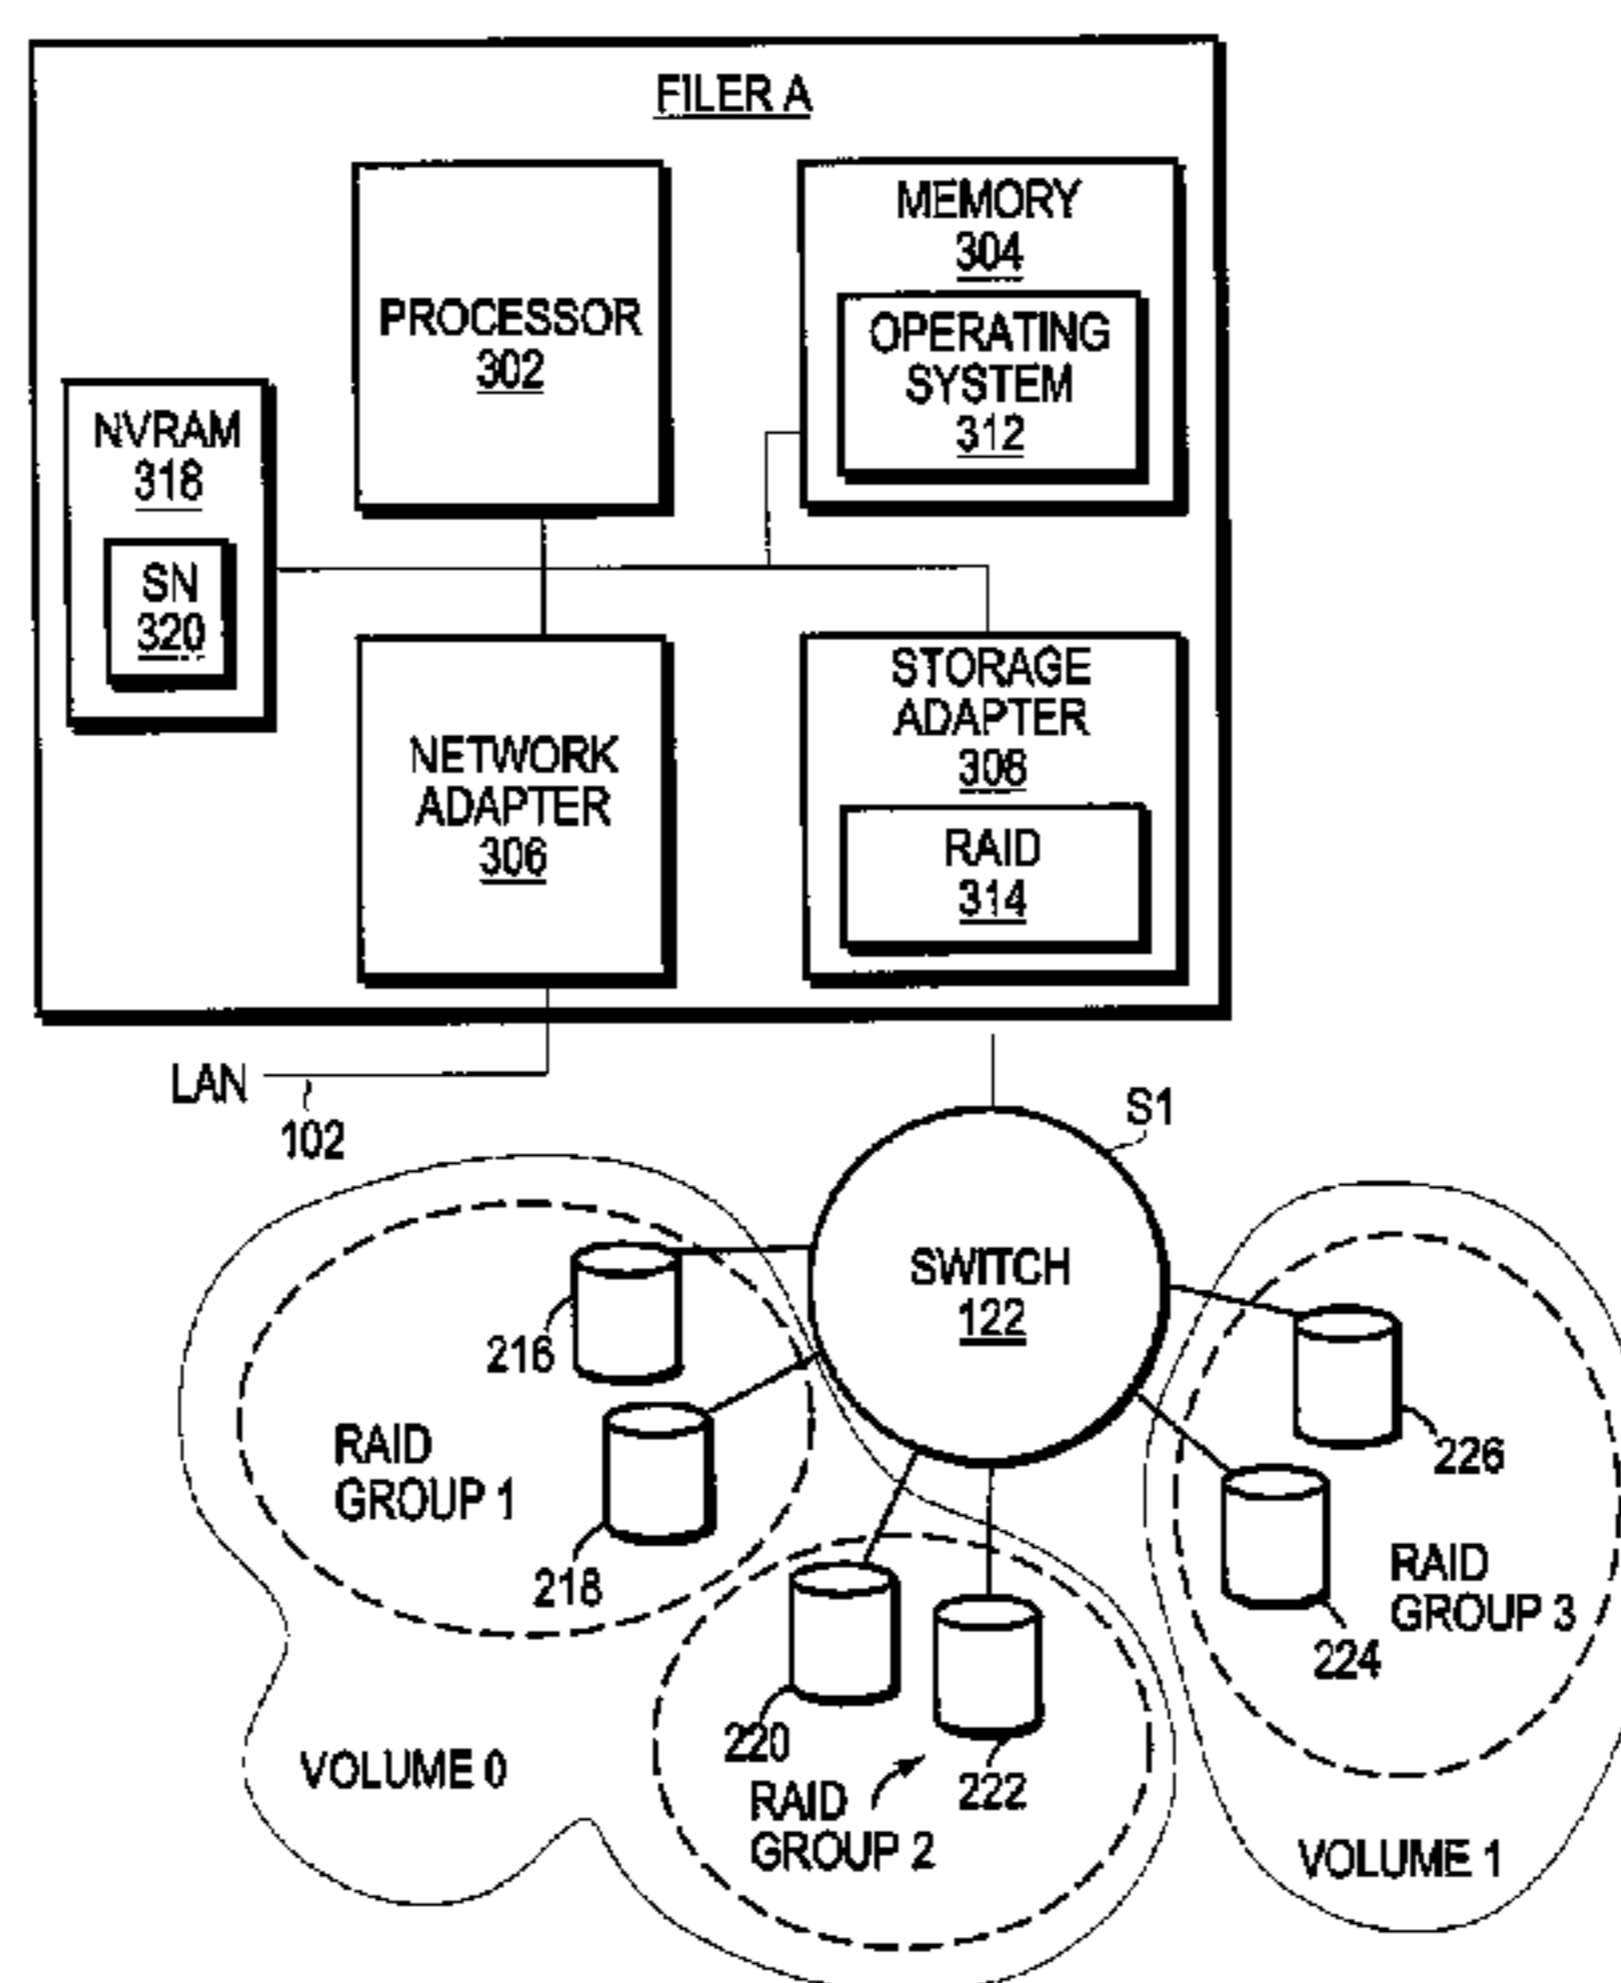 FILER A
PROCESSOR
302
MEMORY
304
OPERATING
SYSTEM
312
NVRAM
318
SN
320
NETWORK
ADAPTER
306
STORAGE
ADAPTER
308
RAID
314
LAN
102
S1
SWITCH
122
216
218
RAID
GROUP 1
226
224
RAID
GROUP 3
220
222
RAID
GROUP 2
VOLUME 0
VOLUME 1